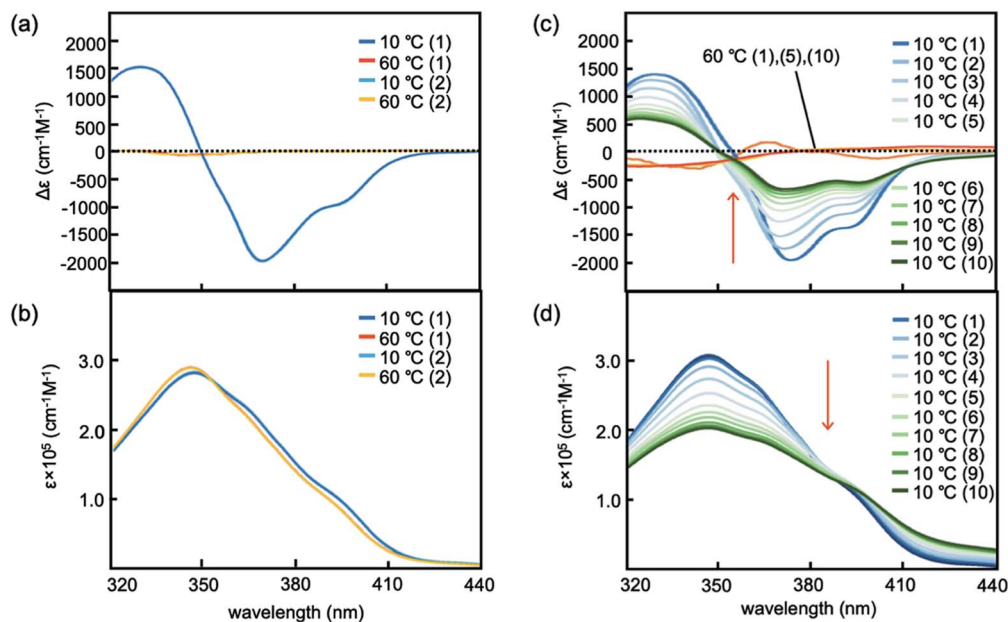 (a)
2000
1500
1000
500
0
-500
-1000
-1500
-2000
Δε (cm⁻¹M⁻¹)
10 °C (1)
60 °C (1)
10 °C (2)
60 °C (2)
(c)
2000
1500
1000
500
0
-500
-1000
-1500
-2000
Δε (cm⁻¹M⁻¹)
60 °C (1),(5),(10)
10 °C (1)
10 °C (2)
10 °C (3)
10 °C (4)
10 °C (5)
10 °C (6)
10 °C (7)
10 °C (8)
10 °C (9)
10 °C (10)
(b)
3.0
2.0
1.0
ε×10⁵ (cm⁻¹M⁻¹)
10 °C (1)
60 °C (1)
10 °C (2)
60 °C (2)
320 350 380 410 440
wavelength (nm)
(d)
3.0
2.0
1.0
ε×10⁵ (cm⁻¹M⁻¹)
10 °C (1)
10 °C (2)
10 °C (3)
10 °C (4)
10 °C (5)
10 °C (6)
10 °C (7)
10 °C (8)
10 °C (9)
10 °C (10)
320 350 380 410 440
wavelength (nm)